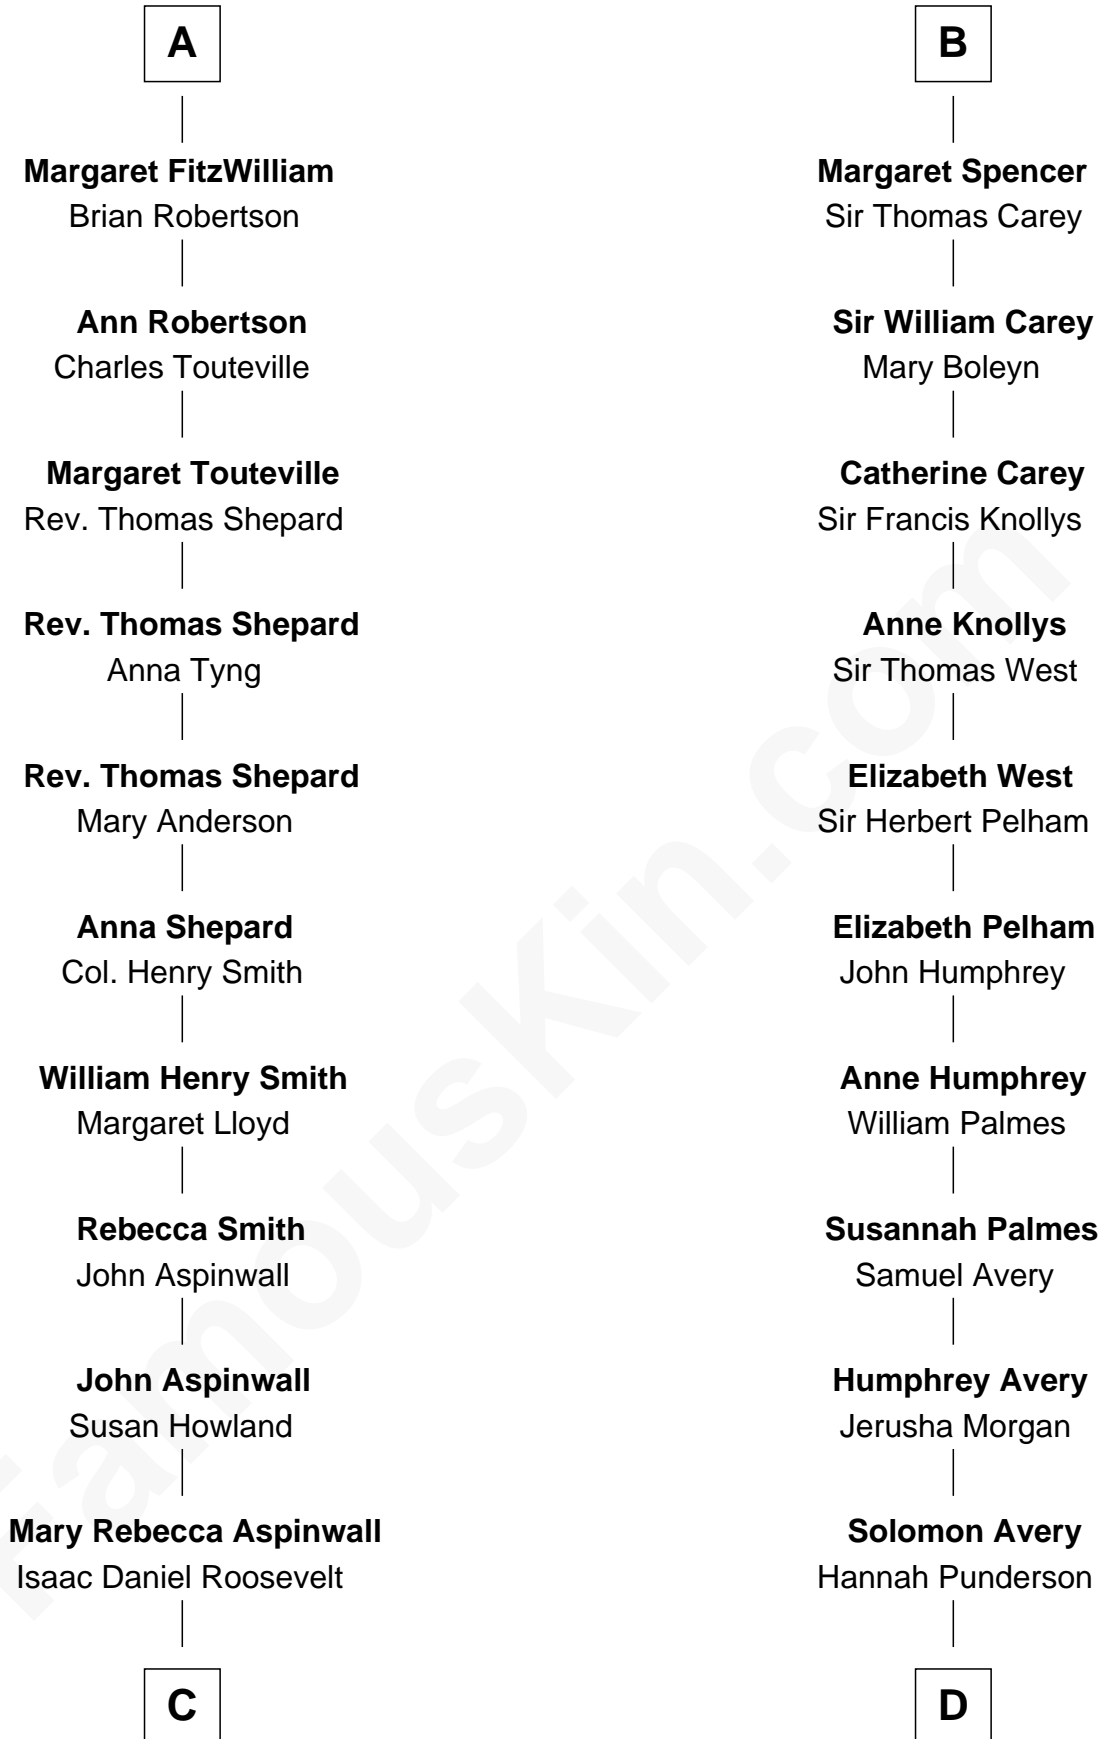 A
Margaret FitzWilliam
Brian Robertson
Ann Robertson
Charles Touteville
Margaret Touteville
Rev. Thomas Shepard
Rev. Thomas Shepard
Anna Tyng
Rev. Thomas Shepard
Mary Anderson
Anna Shepard
Col. Henry Smith
William Henry Smith
Margaret Lloyd
Rebecca Smith
John Aspinwall
John Aspinwall
Susan Howland
Mary Rebecca Aspinwall
Isaac Daniel Roosevelt
C
B
Margaret Spencer
Sir Thomas Carey
Sir William Carey
Mary Boleyn
Catherine Carey
Sir Francis Knollys
Anne Knollys
Sir Thomas West
Elizabeth West
Sir Herbert Pelham
Elizabeth Pelham
John Humphrey
Anne Humphrey
William Palmes
Susannah Palmes
Samuel Avery
Humphrey Avery
Jerusha Morgan
Solomon Avery
Hannah Punderson
D
FamousKin.com